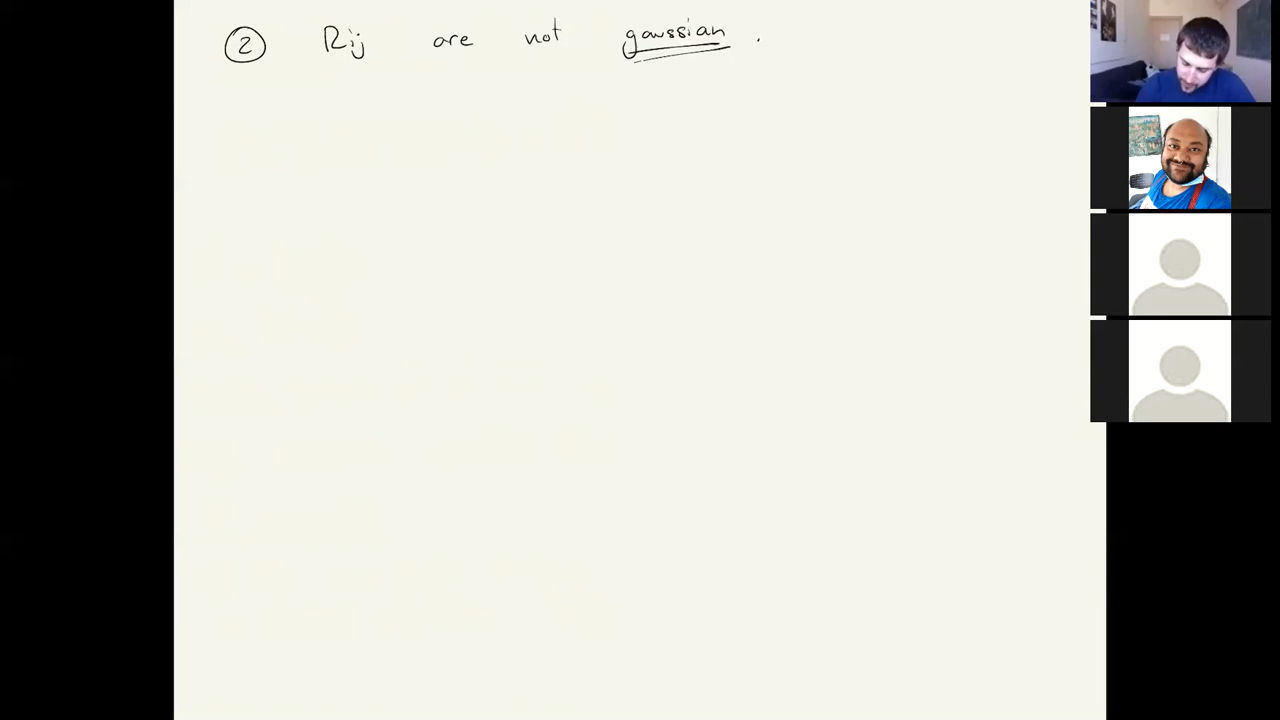 ② Rij are not gaussian .